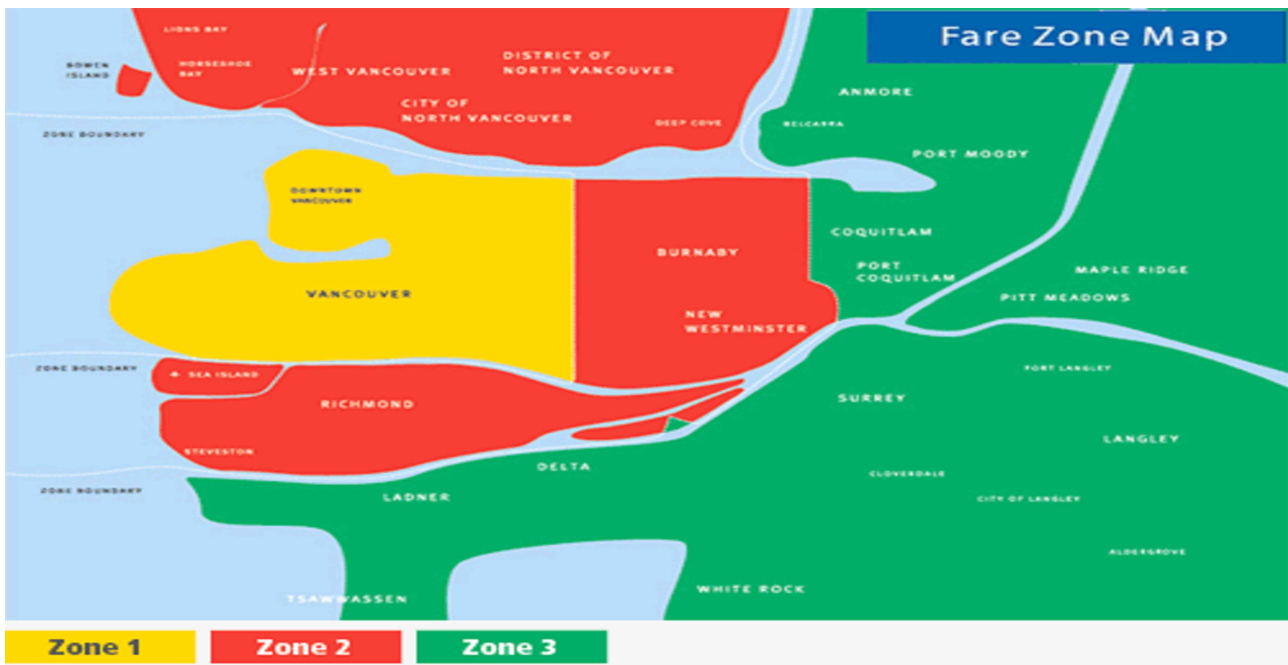 Fare Zone Map
LIONS BAY
BOWEN
ISLAND
HORSESHOE
BAY
WEST VANCOUVER
DISTRICT OF
NORTH VANCOUVER
CITY OF
NORTH VANCOUVER
DEEP COVE
ANMORE
BELCARRA
PORT MOODY
ZONE BOUNDARY
DOWNTOWN
VANCOUVER
BURNABY
COQUITLAM
PORT
COQUITLAM
MAPLE RIDGE
PITT MEADOWS
VANCOUVER
NEW
WESTMINSTER
ZONE BOUNDARY
SEA ISLAND
RICHMOND
FORT LANGLEY
SURREY
LANGLEY
STEVESTON
DELTA
CLOVERDALE
ZONE BOUNDARY
LADNER
CITY OF LANGLEY
ALDERGROVE
TSAWWASSEN
WHITE ROCK
Zone 1
Zone 2
Zone 3